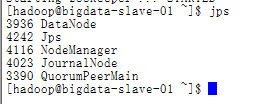 [hadoop@bigdata-slave-01 ~]$ jps
3936 DataNode
4242 Jps
4116 NodeManager
4023 JournalNode
3390 QuorumPeerMain
[hadoop@bigdata-slave-01 ~]$